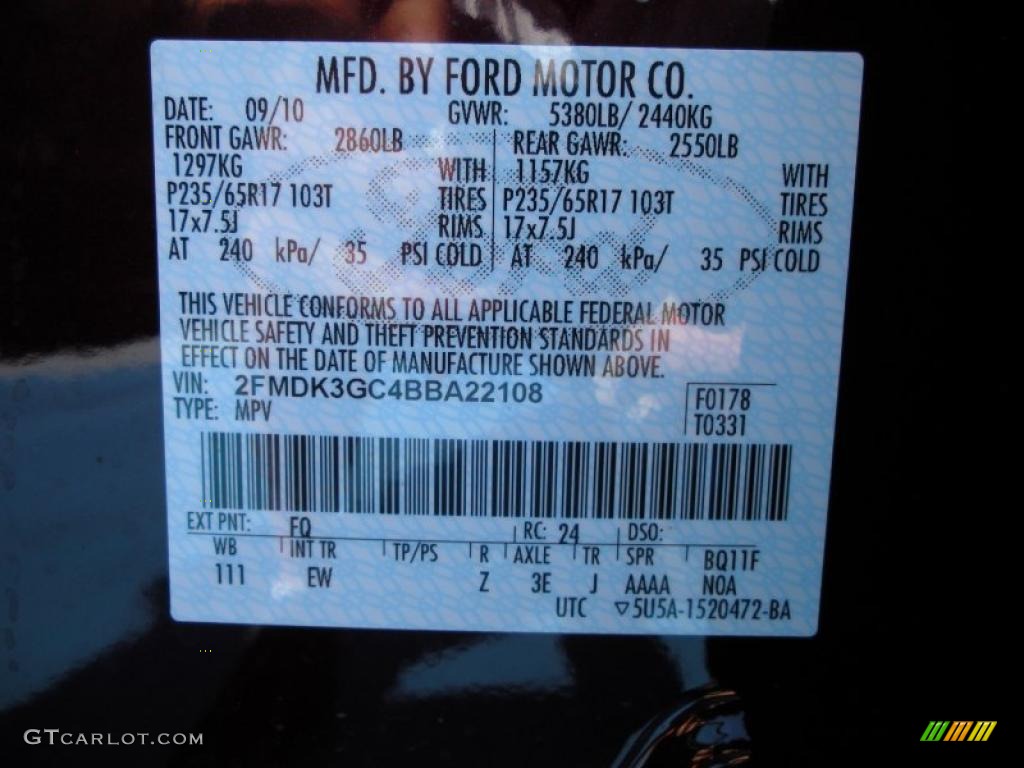 MFD. BY FORD MOTOR CO.
DATE: 09/10 GVWR: 5380LB/ 2440KG
FRONT GAWR: 2860LB REAR GAWR: 2550LB
1297KG WITH 1157KG WITH
P235/65R17 103T TIRES P235/65R17 103T TIRES
17x7.5J RIMS 17x7.5J RIMS
AT 240 kPa/ 35 PSI COLD AT 240 kPa/ 35 PSI COLD
THIS VEHICLE CONFORMS TO ALL APPLICABLE FEDERAL MOTOR
VEHICLE SAFETY AND THEFT PREVENTION STANDARDS IN
EFFECT ON THE DATE OF MANUFACTURE SHOWN ABOVE.
VIN: 2FMDK3GC4BBA22108 F0178
TYPE: MPV T0331
EXT PNT: FQ RC: 24 DSO:
WB INT TR TP/PS R AXLE TR SPR BQ11F
111 EW Z 3E J AAAA NOA
UTC ▽5U5A-1520472-BA
GTCARLOT.COM